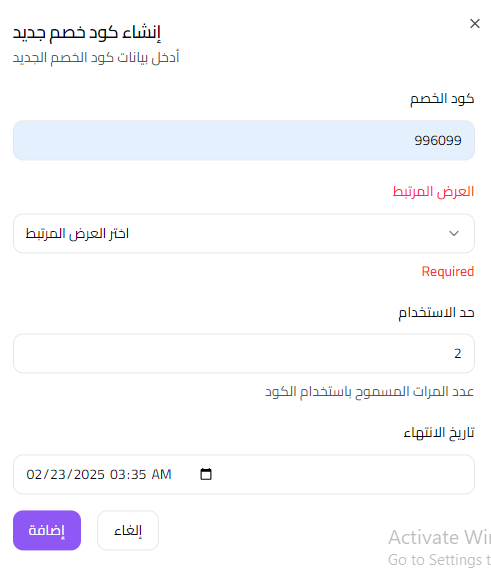 إنشاء كود خصم جديد
أدخل بيانات كود الخصم الجديد
كود الخصم
996099
العرض المرتبط
اختر العرض المرتبط
Required
حد الاستخدام
2
عدد المرات المسموح باستخدام الكود
تاريخ الانتهاء
02/23/2025 03:35 AM
إضافة
إلغاء
Activate Wi
Go to Settings t